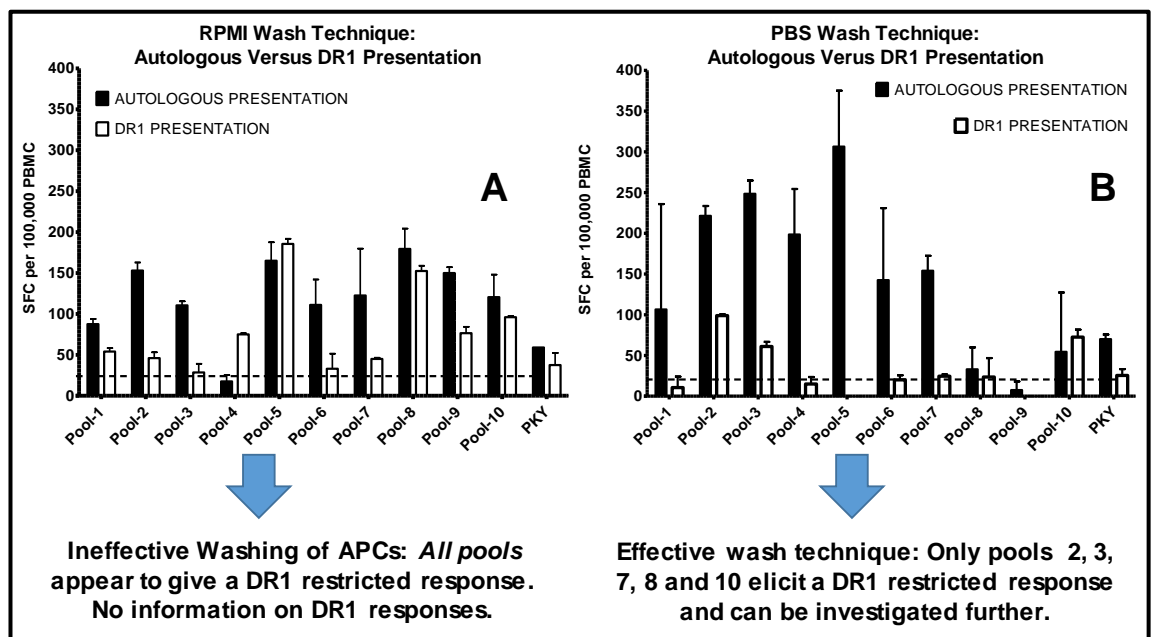 RPMI Wash Technique:
Autologous Versus DR1 Presentation
400
350
300
250
200
150
100
50
0
SFC per 100,000 PBMC
AUTOLOGOUS PRESENTATION
DR1 PRESENTATION
A
Pool-1
Pool-2
Pool-3
Pool-4
Pool-5
Pool-6
Pool-7
Pool-8
Pool-9
Pool-10
PKY
Ineffective Washing of APCs: All pools
appear to give a DR1 restricted response.
No information on DR1 responses.
PBS Wash Technique:
Autologous Verus DR1 Presentation
400
350
300
250
200
150
100
50
0
SFC per 100,000 PBMC
AUTOLOGOUS PRESENTATION
DR1 PRESENTATION
B
Pool-1
Pool-2
Pool-3
Pool-4
Pool-5
Pool-6
Pool-7
Pool-8
Pool-9
Pool-10
PKY
Effective wash technique: Only pools 2, 3,
7, 8 and 10 elicit a DR1 restricted response
and can be investigated further.